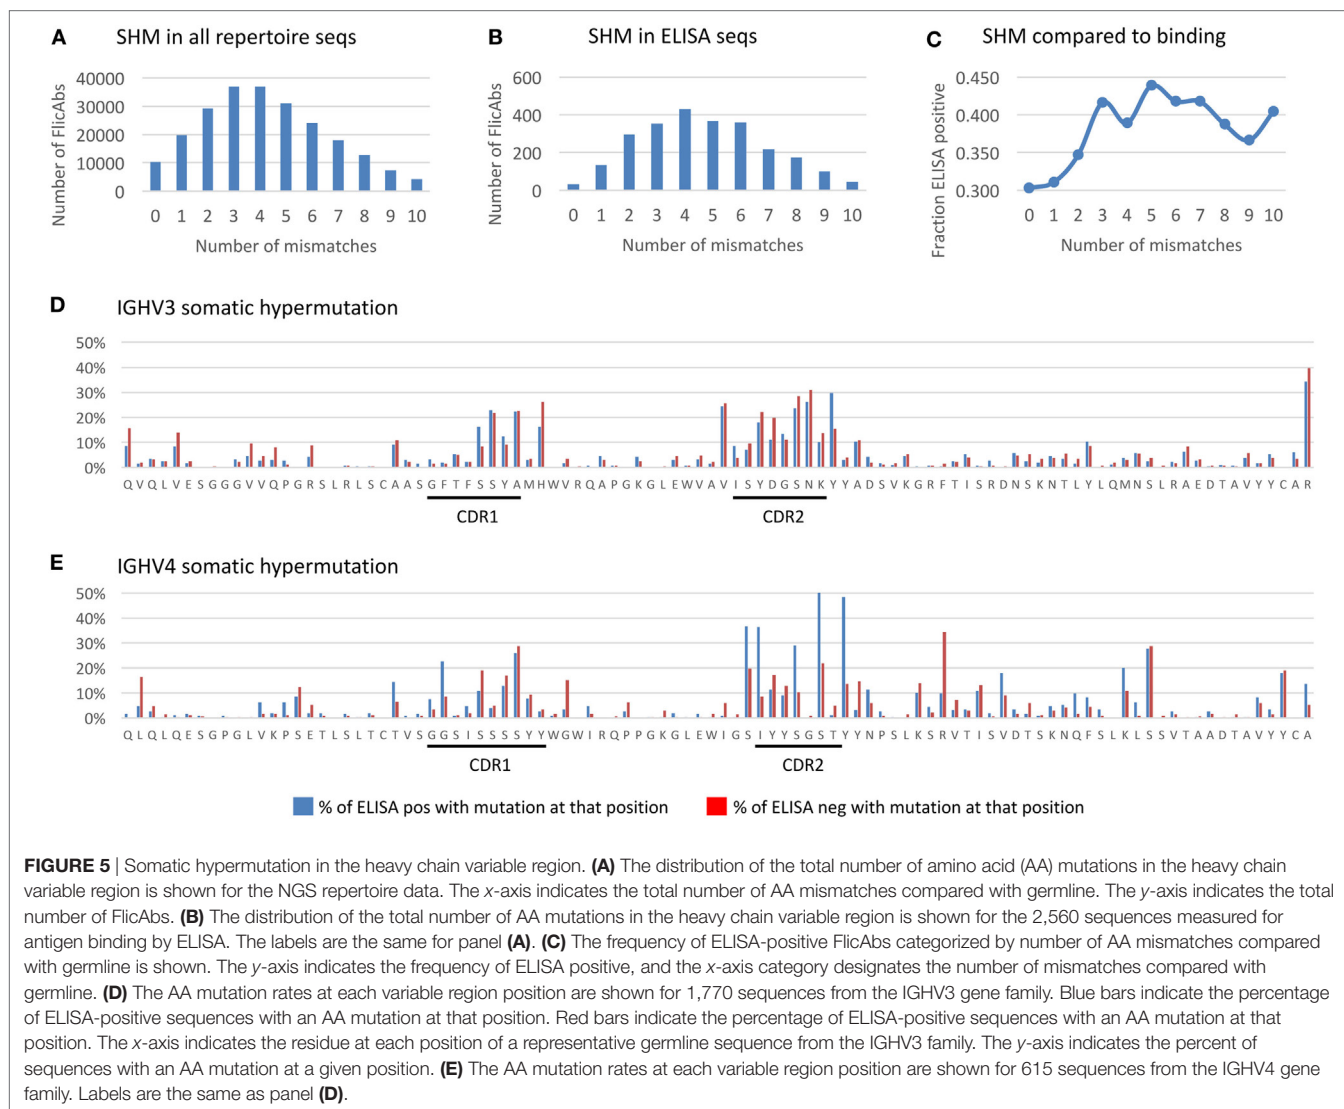 A SHM in all repertoire seqs
Number of FlicAbs
40000
30000
20000
10000
0
0 1 2 3 4 5 6 7 8 9 10
Number of mismatches
B SHM in ELISA seqs
Number of FlicAbs
600
400
200
0
0 1 2 3 4 5 6 7 8 9 10
Number of mismatches
C SHM compared to binding
Fraction ELISA positive
0.450
0.400
0.350
0.300
0 1 2 3 4 5 6 7 8 9 10
Number of mismatches
D IGHV3 somatic hypermutation
50%
40%
30%
20%
10%
0%
Q V Q L V E S G G G V V Q P G R S L R L S C A A S G F T F S S Y A M H W V R Q A P G K G L E W V A V I S Y D G S N K Y Y A D S V K G R F T I S R D N S K N T L Y L Q M N S L R A E D T A V Y Y C A R
CDR1 CDR2
E IGHV4 somatic hypermutation
50%
40%
30%
20%
10%
0%
Q L Q L Q E S G P G L V K P S E T L S L T C T V S G G S I S S S S Y Y W G W I R Q P P G K G L E W I G S I Y Y S G S T Y Y N P S L K S R V T I S V D T S K N Q F S L K L S S V T A A D T A V Y Y C A
CDR1 CDR2
% of ELISA pos with mutation at that position % of ELISA neg with mutation at that position
FIGURE 5 | Somatic hypermutation in the heavy chain variable region. (A) The distribution of the total number of amino acid (AA) mutations in the heavy chain
variable region is shown for the NGS repertoire data. The x-axis indicates the total number of AA mismatches compared with germline. The y-axis indicates the total
number of FlicAbs. (B) The distribution of the total number of AA mutations in the heavy chain variable region is shown for the 2,560 sequences measured for
antigen binding by ELISA. The labels are the same for panel (A). (C) The frequency of ELISA-positive FlicAbs categorized by number of AA mismatches compared
with germline is shown. The y-axis indicates the frequency of ELISA positive, and the x-axis category designates the number of mismatches compared with
germline. (D) The AA mutation rates at each variable region position are shown for 1,770 sequences from the IGHV3 gene family. Blue bars indicate the percentage
of ELISA-positive sequences with an AA mutation at that position. Red bars indicate the percentage of ELISA-positive sequences with an AA mutation at that
position. The x-axis indicates the residue at each position of a representative germline sequence from the IGHV3 family. The y-axis indicates the percent of
sequences with an AA mutation at a given position. (E) The AA mutation rates at each variable region position are shown for 615 sequences from the IGHV4 gene
family. Labels are the same as panel (D).